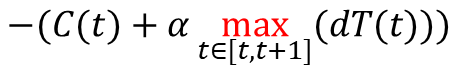 −(C(t) + α max_{t∈[t,t+1]}(dT(t)))